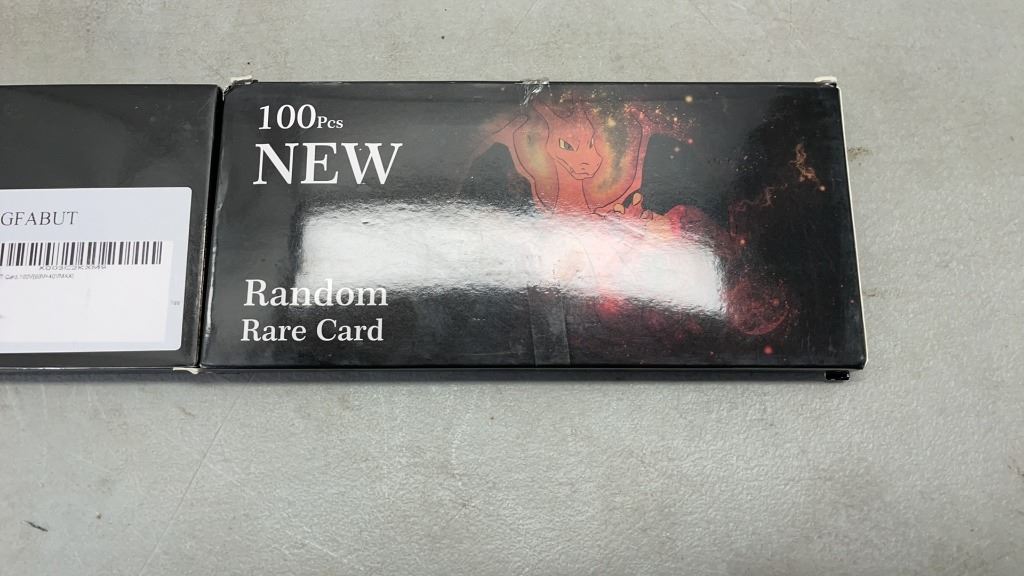 100Pcs
NEW
Random
Rare Card
GFABUT